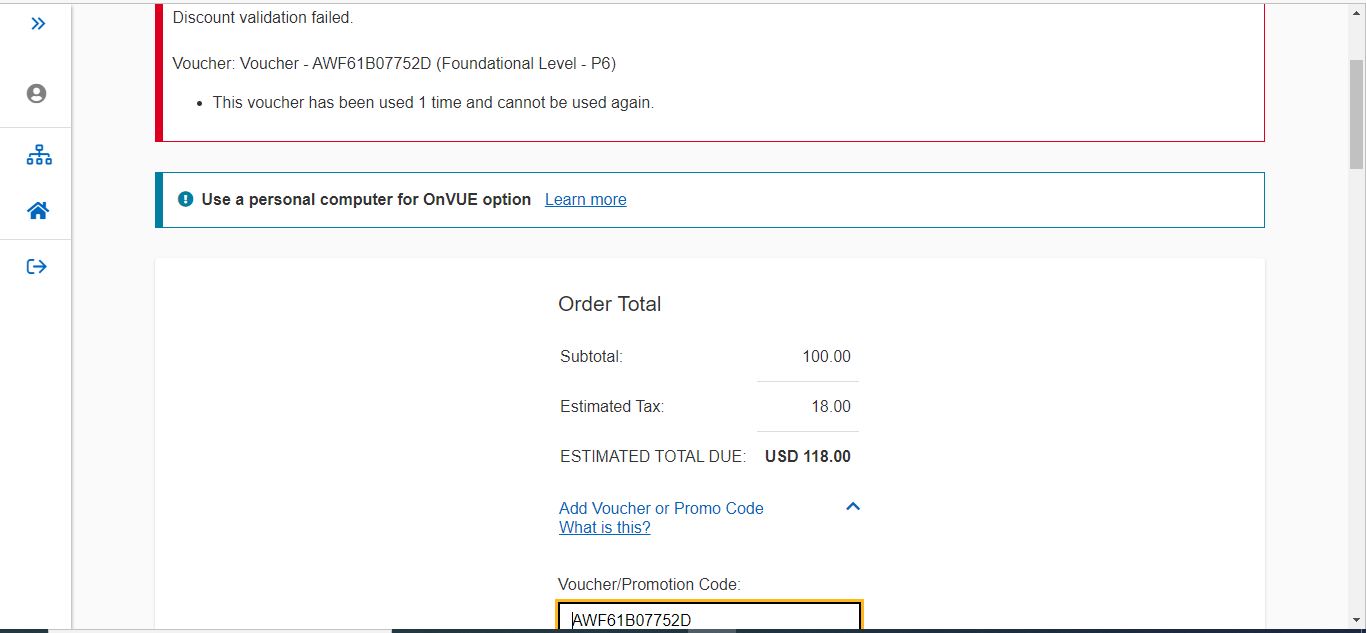 Discount validation failed.
Voucher: Voucher - AWF61B07752D (Foundational Level - P6)
• This voucher has been used 1 time and cannot be used again.
Use a personal computer for OnVUE option Learn more
Order Total
Subtotal: 100.00
Estimated Tax: 18.00
ESTIMATED TOTAL DUE: USD 118.00
Add Voucher or Promo Code
What is this?
Voucher/Promotion Code:
AWF61B07752D